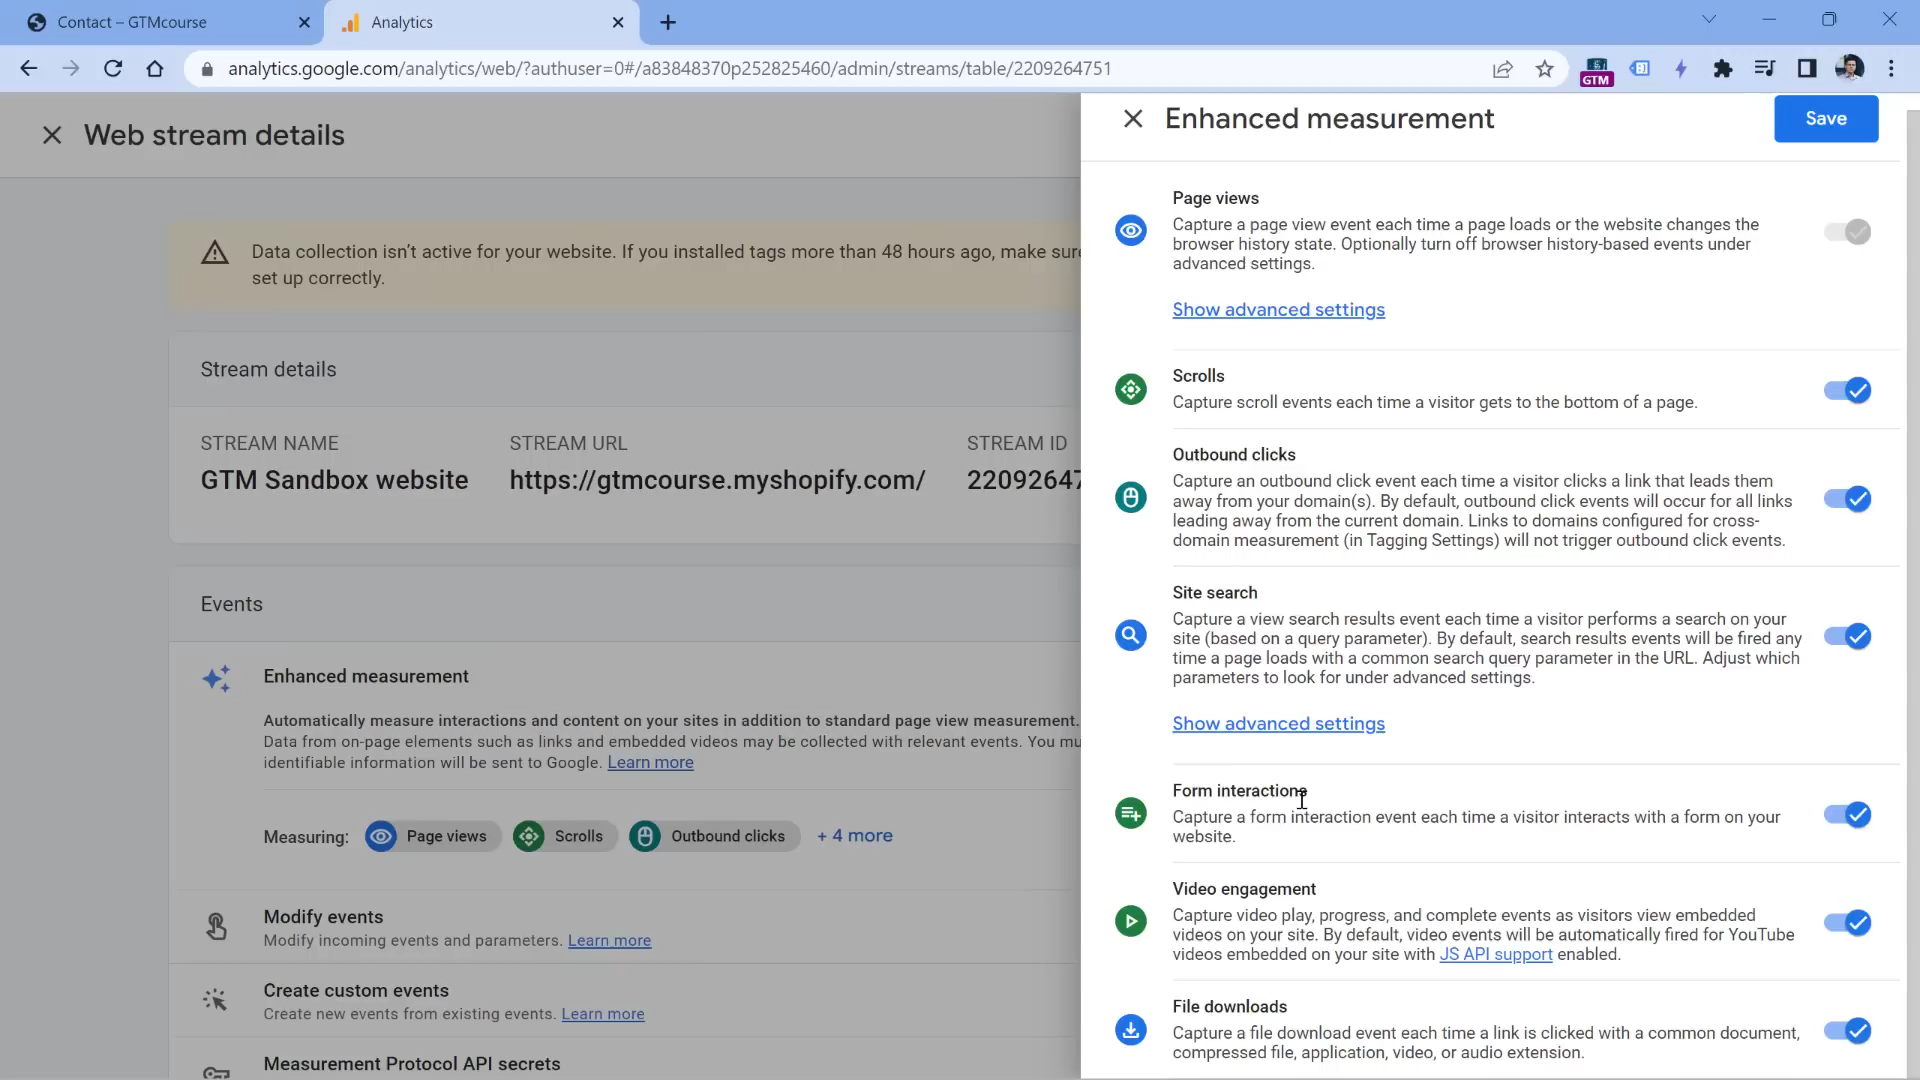 Contact – GTMcourse
Analytics
analytics.google.com/analytics/web/?authuser=0#/a83848370p252825460/admin/streams/table/2209264751
GTM
Web stream details
Data collection isn’t active for your website. If you installed tags more than 48 hours ago, make sure
set up correctly.
Stream details
STREAM NAME
STREAM URL
STREAM ID
GTM Sandbox website
https://gtmcourse.myshopify.com/
22092647
Events
Enhanced measurement
Automatically measure interactions and content on your sites in addition to standard page view measurement.
Data from on-page elements such as links and embedded videos may be collected with relevant events. You mu
identifiable information will be sent to Google. Learn more
Measuring: Page views Scrolls Outbound clicks + 4 more
Modify events
Modify incoming events and parameters. Learn more
Create custom events
Create new events from existing events. Learn more
Measurement Protocol API secrets
Enhanced measurement
Save
Page views
Capture a page view event each time a page loads or the website changes the
browser history state. Optionally turn off browser history-based events under
advanced settings.
Show advanced settings
Scrolls
Capture scroll events each time a visitor gets to the bottom of a page.
Outbound clicks
Capture an outbound click event each time a visitor clicks a link that leads them
away from your domain(s). By default, outbound click events will occur for all links
leading away from the current domain. Links to domains configured for cross-
domain measurement (in Tagging Settings) will not trigger outbound click events.
Site search
Capture a view search results event each time a visitor performs a search on your
site (based on a query parameter). By default, search results events will be fired any
time a page loads with a common search query parameter in the URL. Adjust which
parameters to look for under advanced settings.
Show advanced settings
Form interactions
Capture a form interaction event each time a visitor interacts with a form on your
website.
Video engagement
Capture video play, progress, and complete events as visitors view embedded
videos on your site. By default, video events will be automatically fired for YouTube
videos embedded on your site with JS API support enabled.
File downloads
Capture a file download event each time a link is clicked with a common document,
compressed file, application, video, or audio extension.